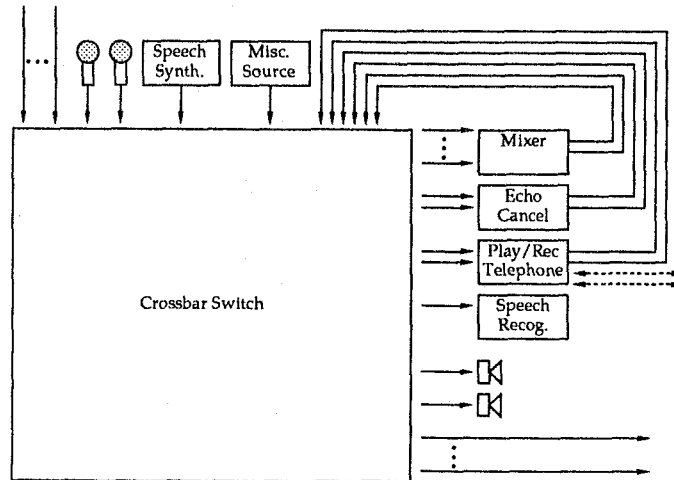 Speech
Synth.
Misc.
Source
Mixer
Echo
Cancel
Play/Rec
Telephone
Crossbar Switch
Speech
Recog.